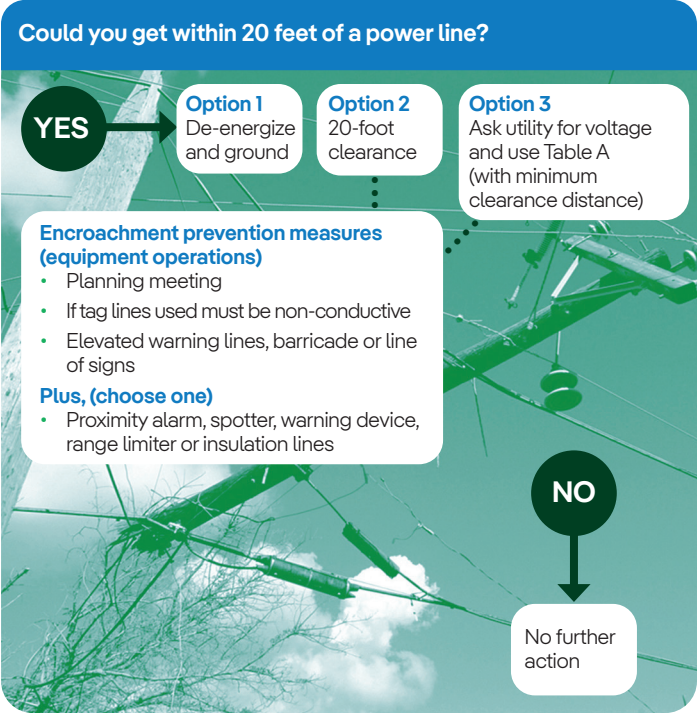 Could you get within 20 feet of a power line?
YES
Option 1
De-energize
and ground
Option 2
20-foot
clearance
Option 3
Ask utility for voltage
and use Table A
(with minimum
clearance distance)
Encroachment prevention measures
(equipment operations)
• Planning meeting
• If tag lines used must be non-conductive
• Elevated warning lines, barricade or line
of signs
Plus, (choose one)
• Proximity alarm, spotter, warning device,
range limiter or insulation lines
NO
No further
action